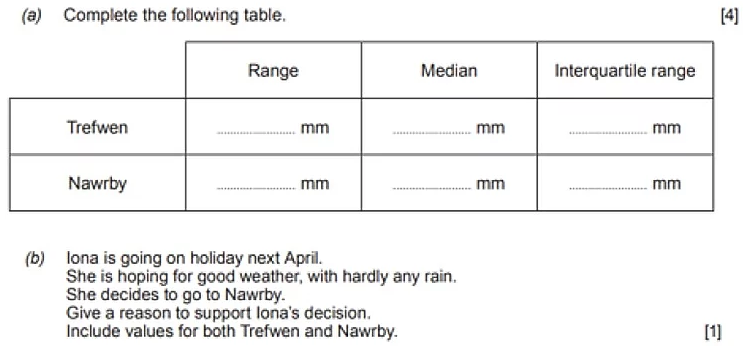 (a) Complete the following table. [4]
Range Median Interquartile range
Trefwen ........................ mm ........................ mm ........................ mm
Nawrby ........................ mm ........................ mm ........................ mm
(b) Iona is going on holiday next April.
She is hoping for good weather, with hardly any rain.
She decides to go to Nawrby.
Give a reason to support Iona's decision.
Include values for both Trefwen and Nawrby. [1]